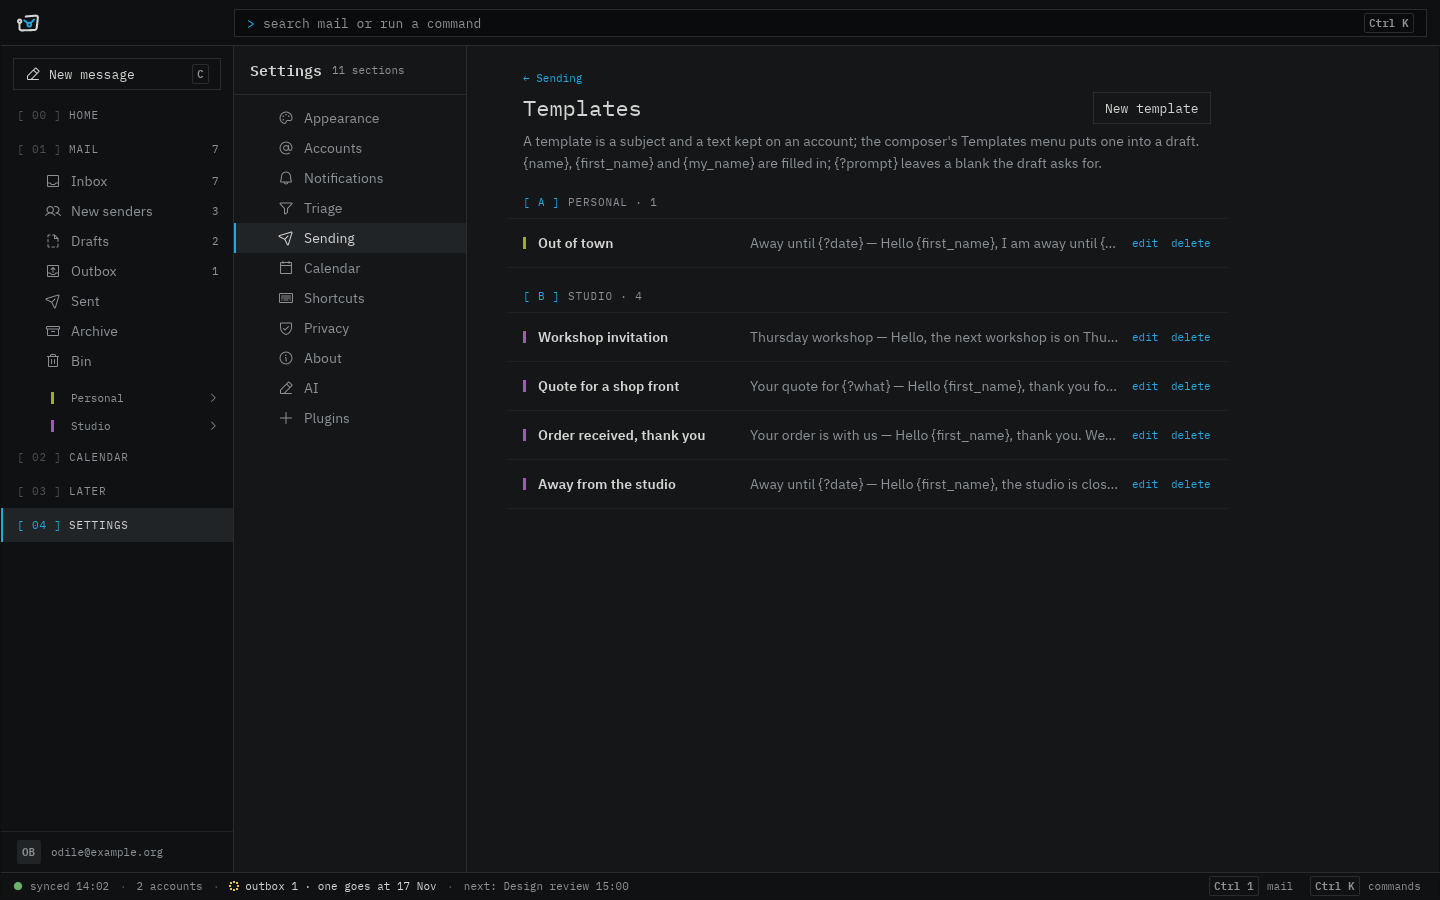 > search mail or run a command Ctrl K
New message C
[ 00 ] HOME
[ 01 ] MAIL 7
Inbox 7
New senders 3
Drafts 2
Outbox 1
Sent
Archive
Bin
Personal
Studio
[ 02 ] CALENDAR
[ 03 ] LATER
[ 04 ] SETTINGS
OB odile@example.org
Settings 11 sections
Appearance
Accounts
Notifications
Triage
Sending
Calendar
Shortcuts
Privacy
About
AI
Plugins
← Sending
Templates New template
A template is a subject and a text kept on an account; the composer's Templates menu puts one into a draft.
{name}, {first_name} and {my_name} are filled in; {?prompt} leaves a blank the draft asks for.
[ A ] PERSONAL · 1
Out of town Away until {?date} — Hello {first_name}, I am away until {... edit delete
[ B ] STUDIO · 4
Workshop invitation Thursday workshop — Hello, the next workshop is on Thu... edit delete
Quote for a shop front Your quote for {?what} — Hello {first_name}, thank you fo... edit delete
Order received, thank you Your order is with us — Hello {first_name}, thank you. We... edit delete
Away from the studio Away until {?date} — Hello {first_name}, the studio is clos... edit delete
synced 14:02 · 2 accounts · outbox 1 · one goes at 17 Nov · next: Design review 15:00 Ctrl 1 mail Ctrl K commands